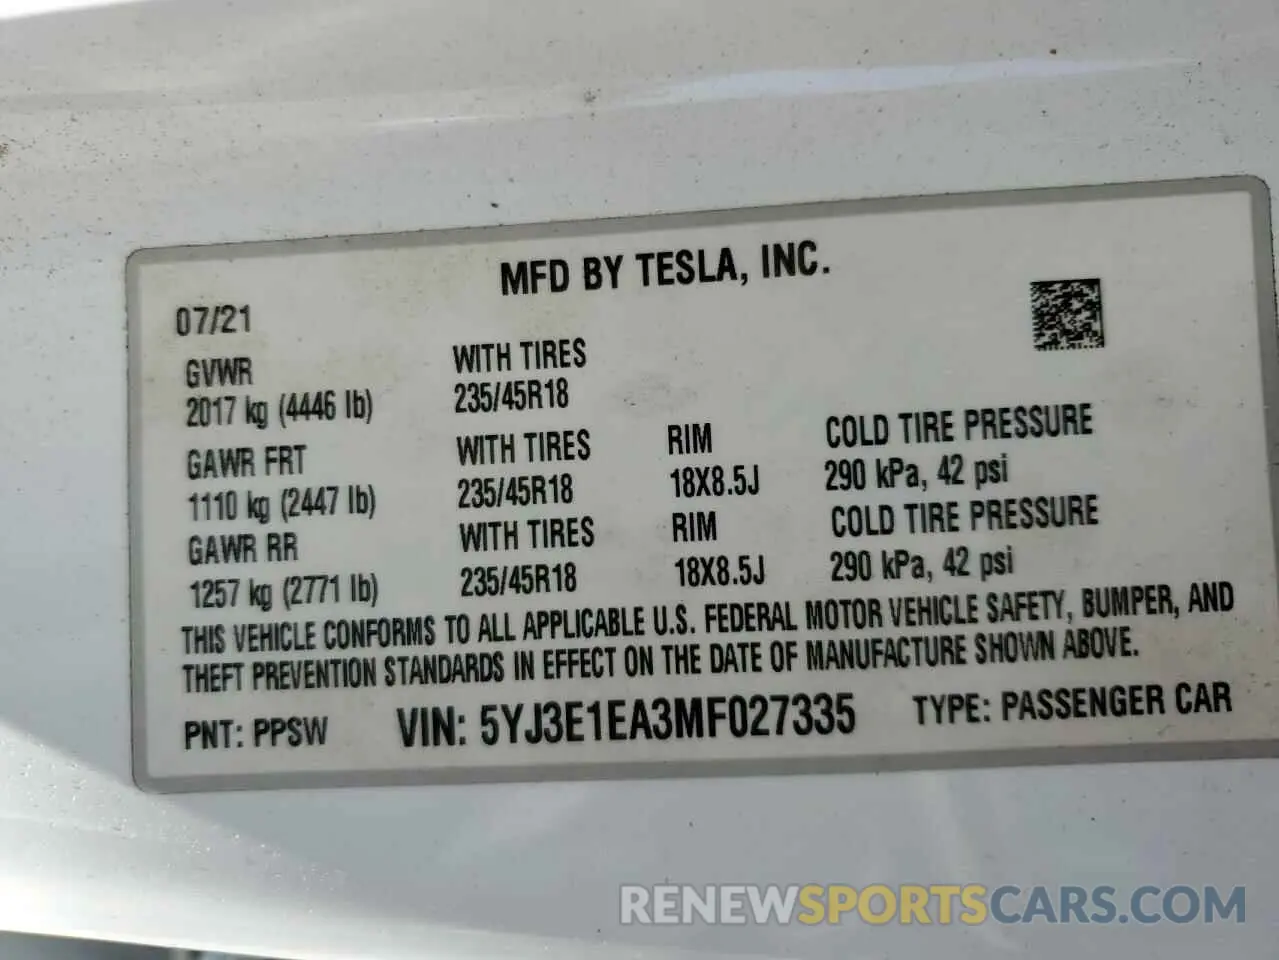 MFD BY TESLA, INC.
07/21
GVWR WITH TIRES
2017 kg (4446 lb) 235/45R18
GAWR FRT WITH TIRES RIM COLD TIRE PRESSURE
1110 kg (2447 lb) 235/45R18 18X8.5J 290 kPa, 42 psi
GAWR RR WITH TIRES RIM COLD TIRE PRESSURE
1257 kg (2771 lb) 235/45R18 18X8.5J 290 kPa, 42 psi
THIS VEHICLE CONFORMS TO ALL APPLICABLE U.S. FEDERAL MOTOR VEHICLE SAFETY, BUMPER, AND
THEFT PREVENTION STANDARDS IN EFFECT ON THE DATE OF MANUFACTURE SHOWN ABOVE.
PNT: PPSW VIN: 5YJ3E1EA3MF027335 TYPE: PASSENGER CAR
RENEWSPORTSCARS.COM